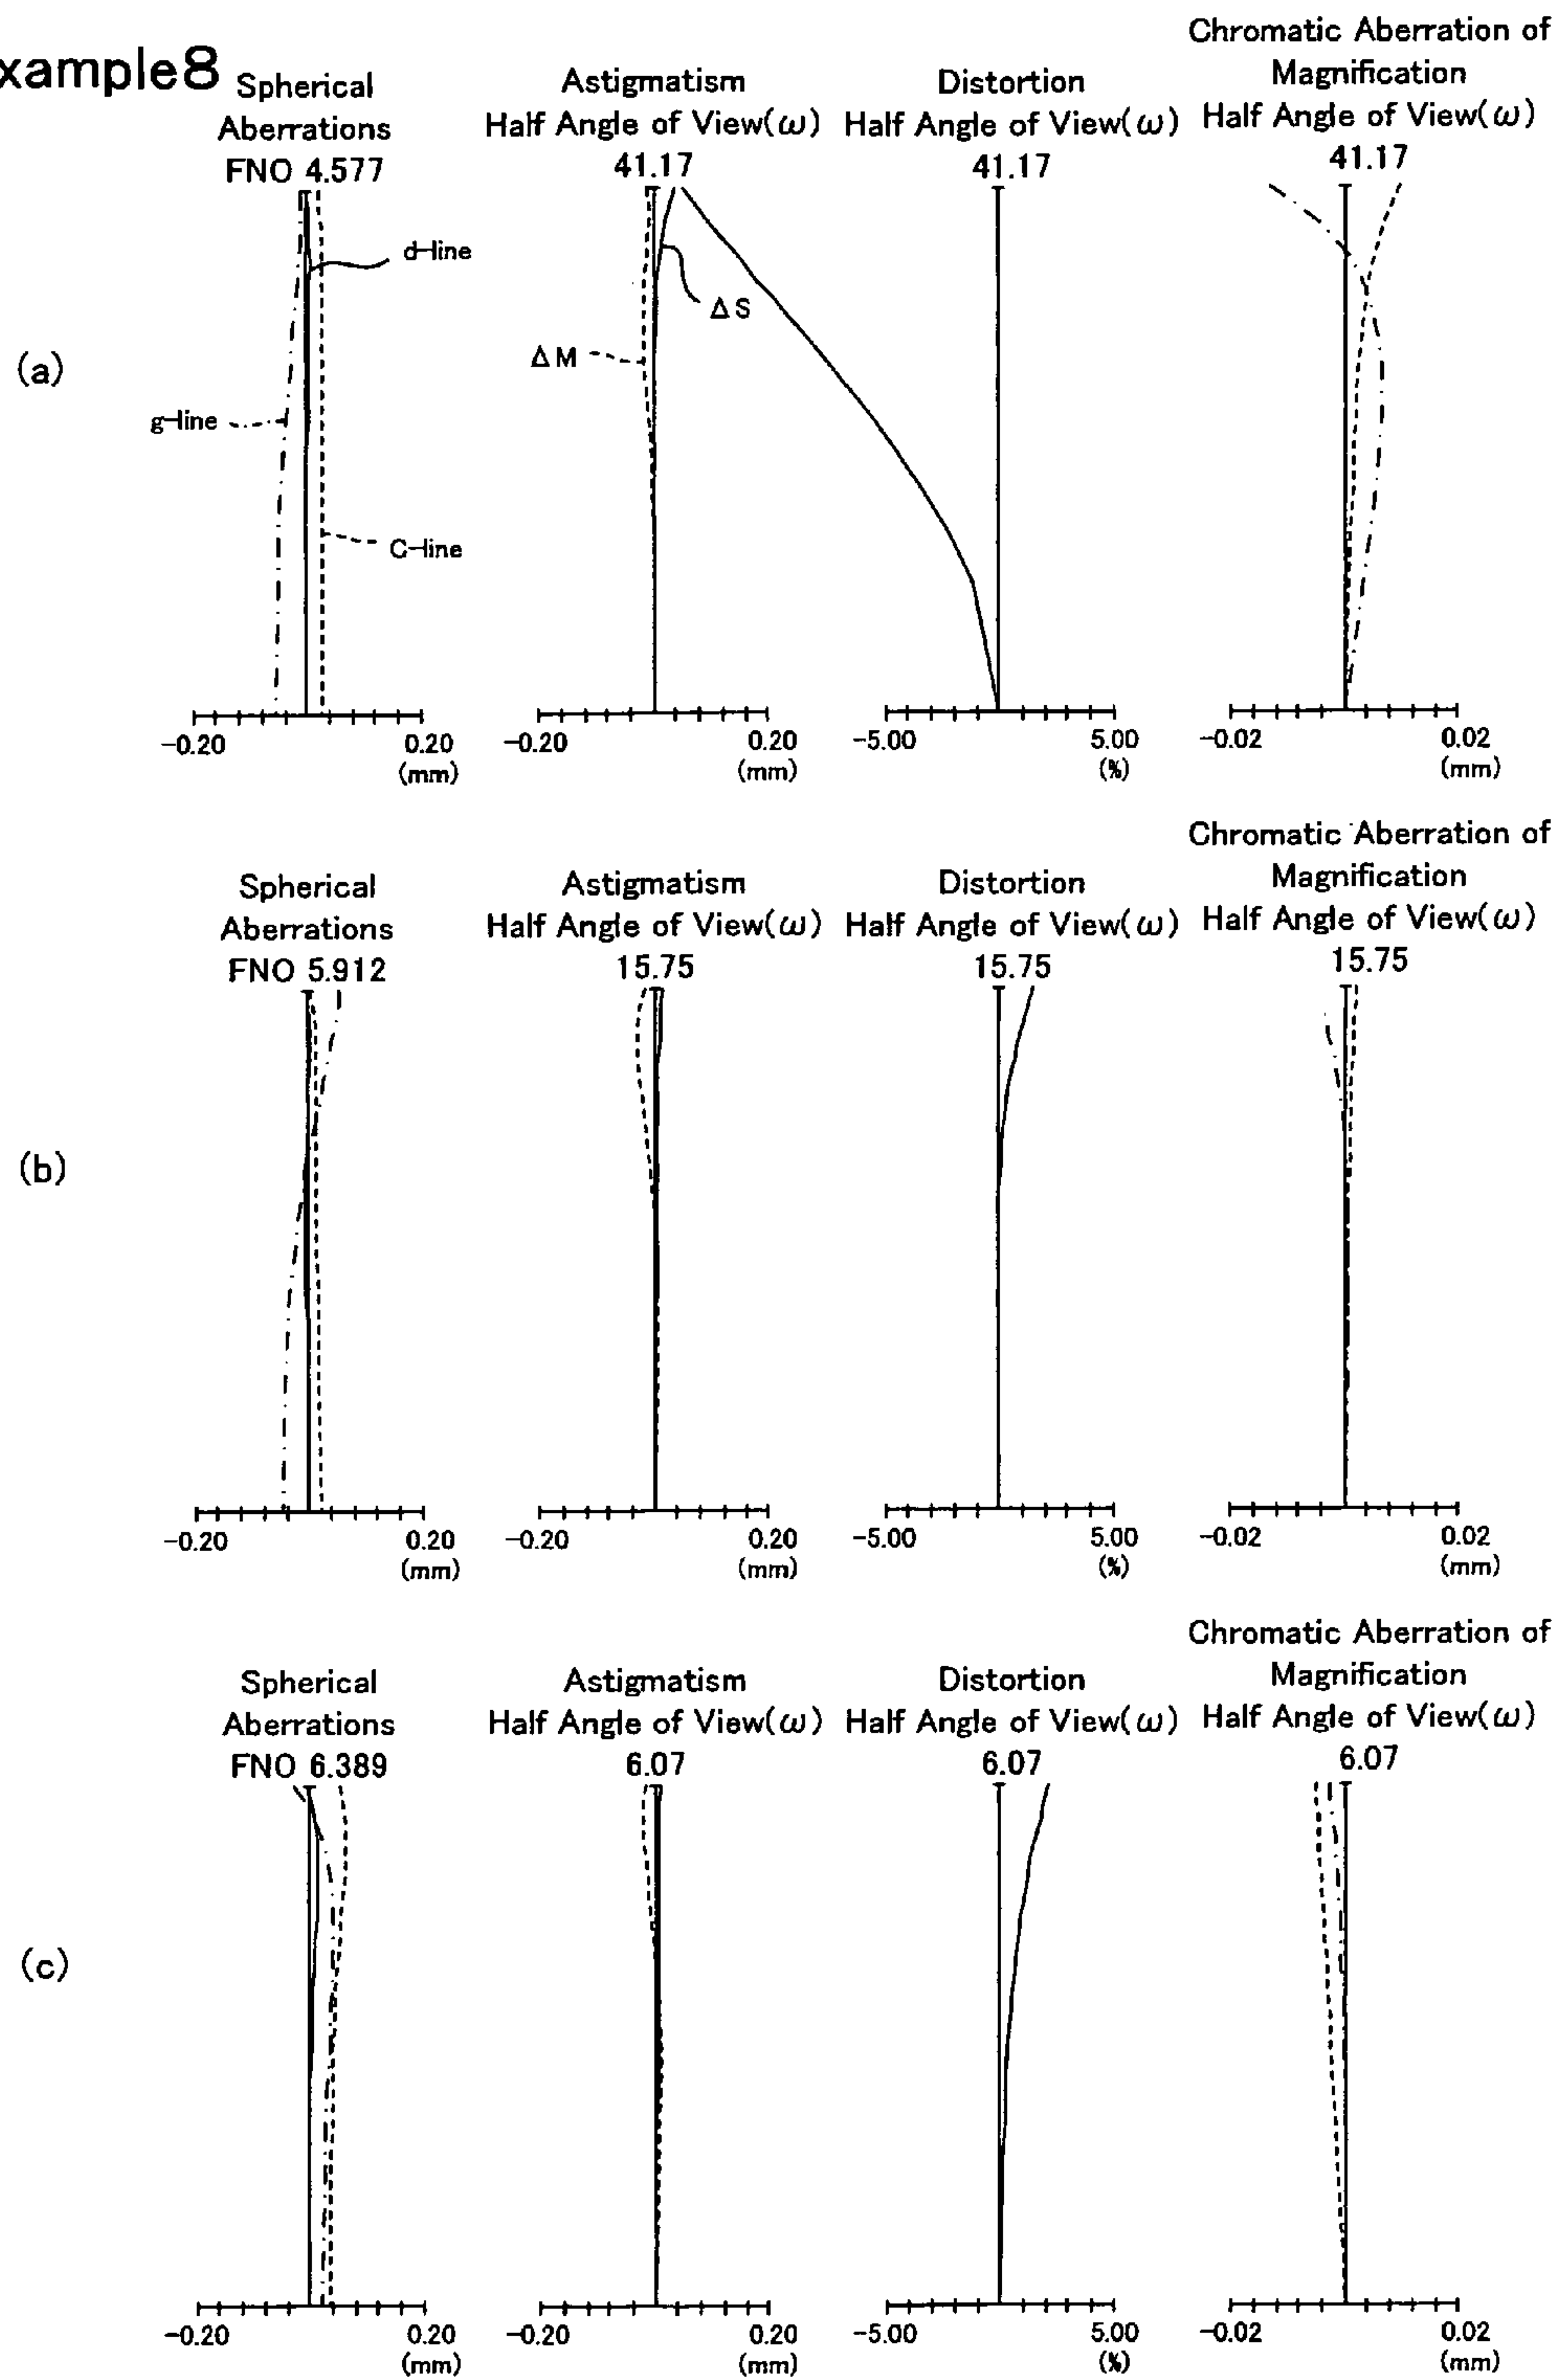 xample8
Spherical
Aberrations
FNO 4.577
Astigmatism
Half Angle of View(ω)
41.17
Distortion
Half Angle of View(ω)
41.17
Chromatic Aberration of
Magnification
Half Angle of View(ω)
41.17
(a)
d-line
g-line
C-line
ΔS
ΔM
-0.20
0.20
(mm)
-0.20
0.20
(mm)
-5.00
5.00
(%)
-0.02
0.02
(mm)
Spherical
Aberrations
FNO 5.912
Astigmatism
Half Angle of View(ω)
15.75
Distortion
Half Angle of View(ω)
15.75
Chromatic Aberration of
Magnification
Half Angle of View(ω)
15.75
(b)
-0.20
0.20
(mm)
-0.20
0.20
(mm)
-5.00
5.00
(%)
-0.02
0.02
(mm)
Spherical
Aberrations
FNO 6.389
Astigmatism
Half Angle of View(ω)
6.07
Distortion
Half Angle of View(ω)
6.07
Chromatic Aberration of
Magnification
Half Angle of View(ω)
6.07
(c)
-0.20
0.20
(mm)
-0.20
0.20
(mm)
-5.00
5.00
(%)
-0.02
0.02
(mm)